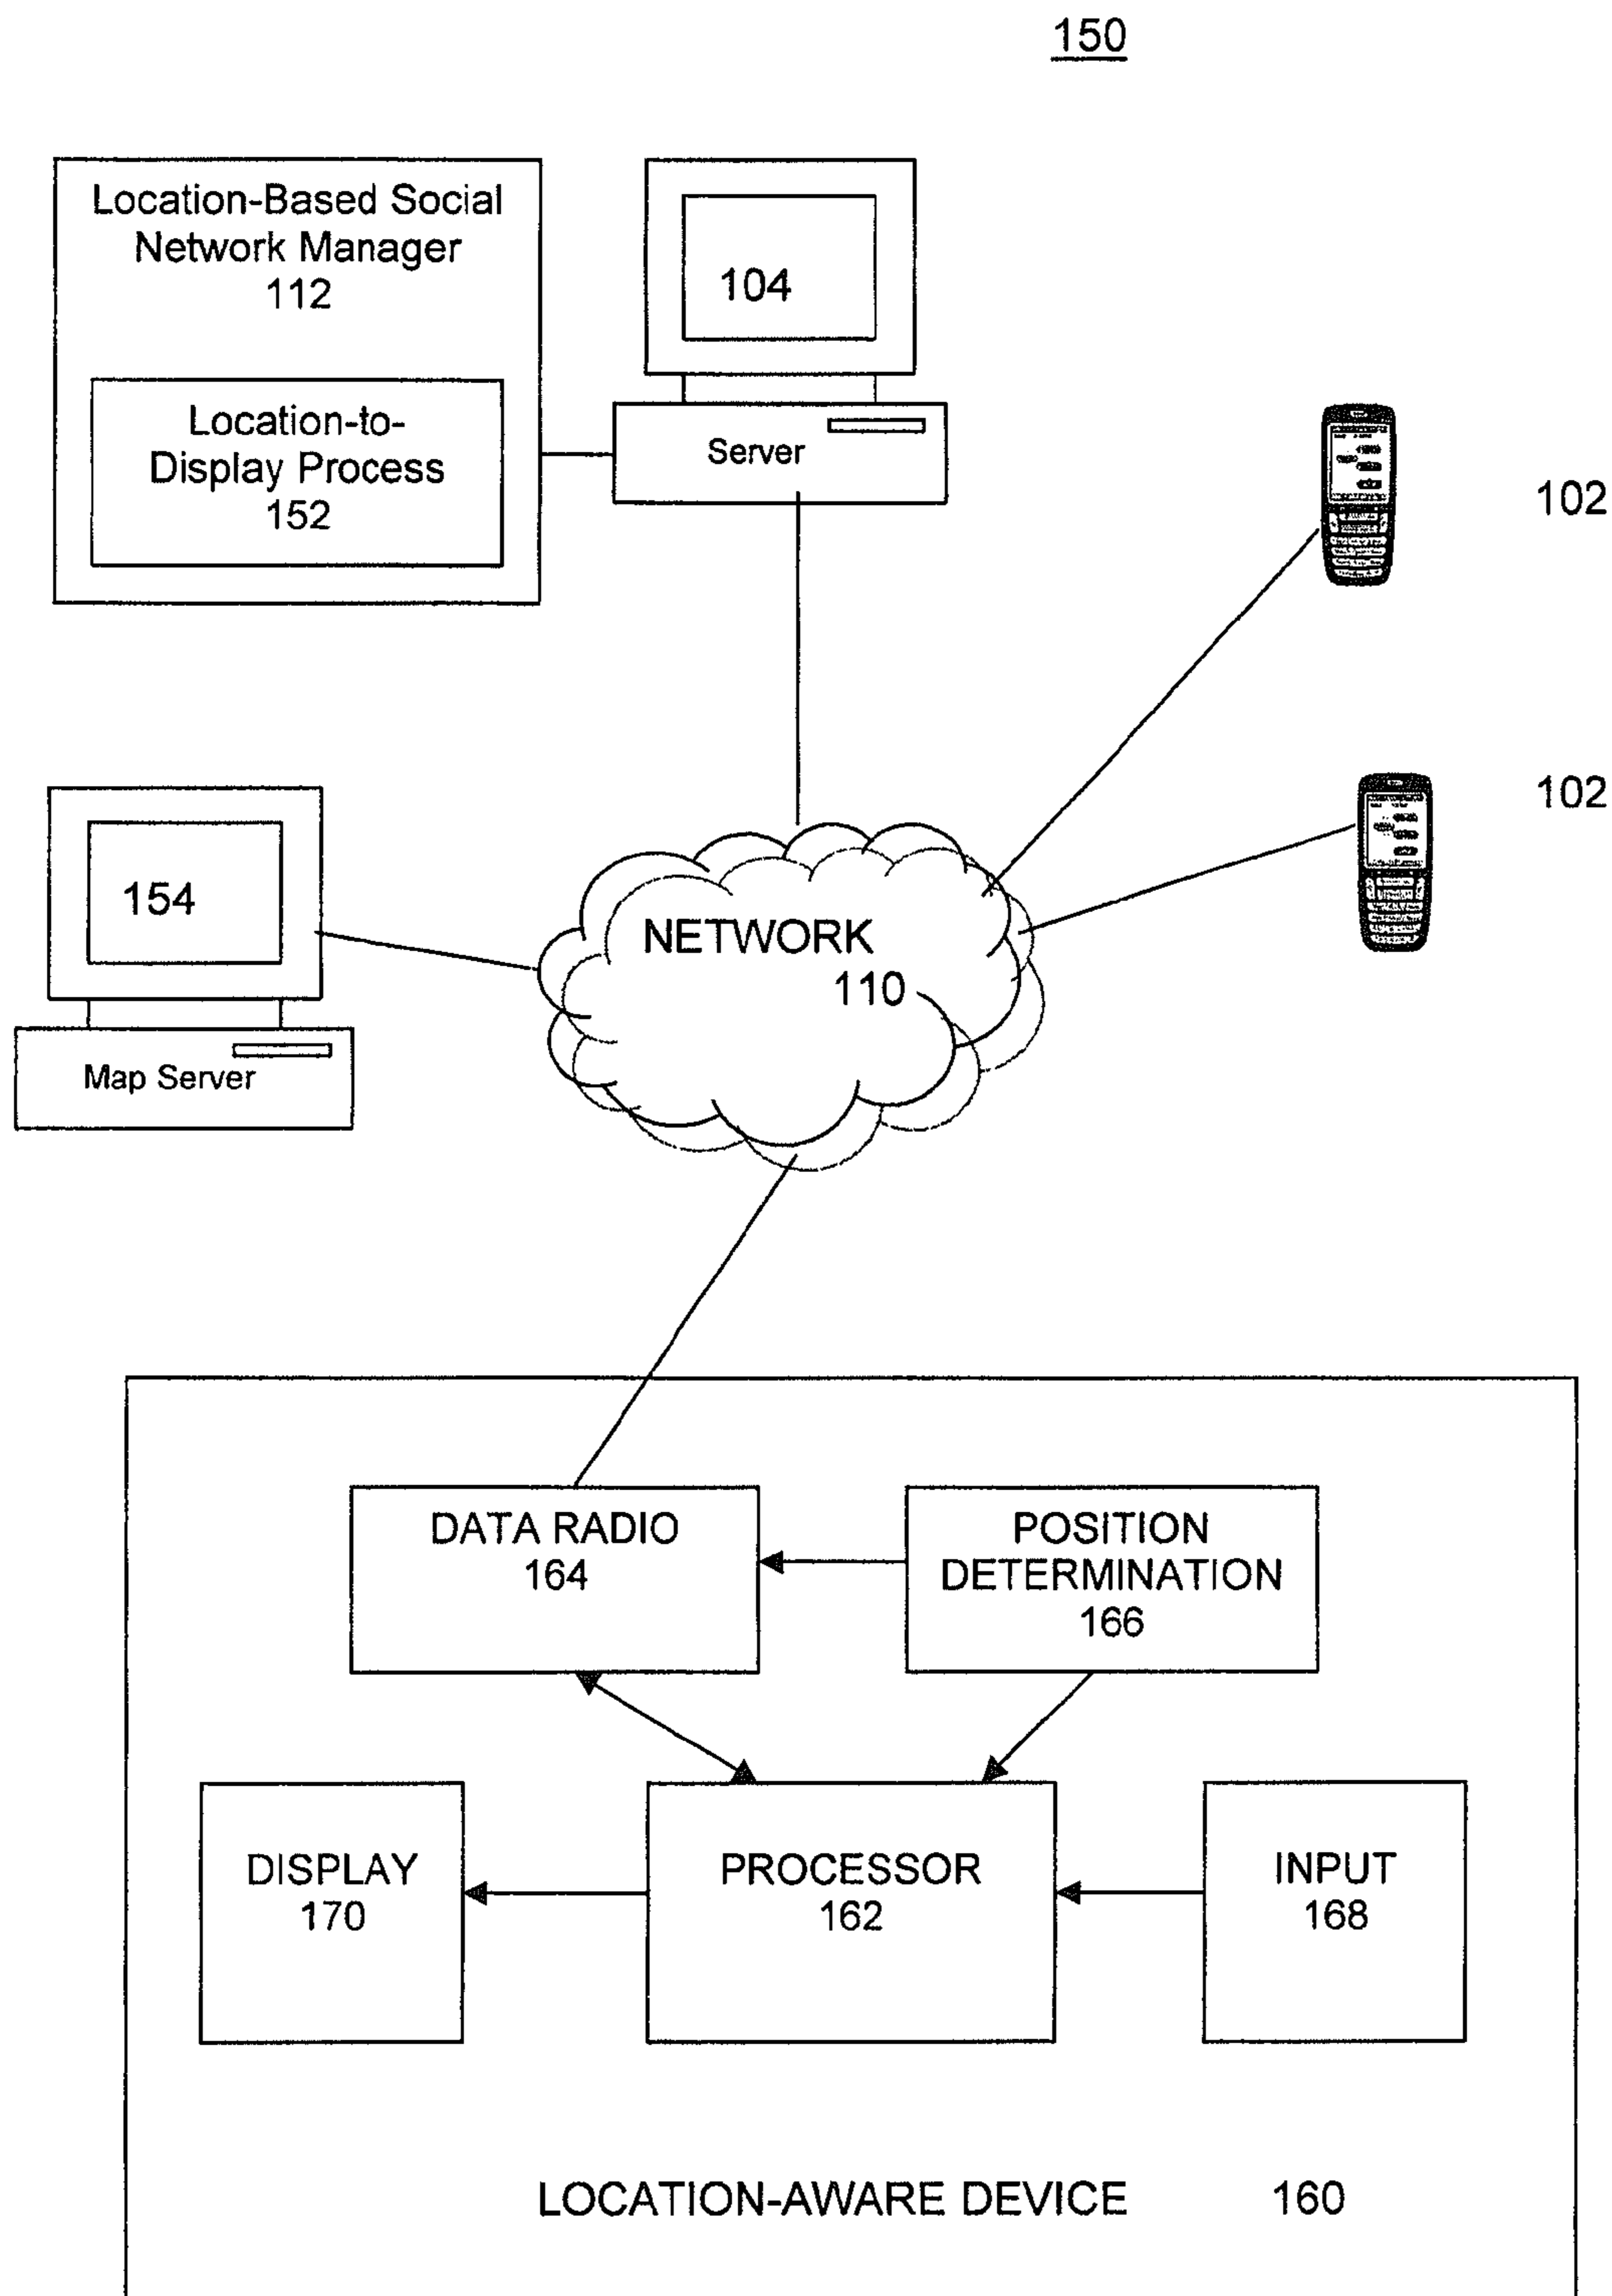 150
Location-Based Social
Network Manager
112
Location-to-
Display Process
152
104
Server
102
102
154
Map Server
NETWORK
110
DATA RADIO
164
POSITION
DETERMINATION
166
DISPLAY
170
PROCESSOR
162
INPUT
168
LOCATION-AWARE DEVICE 160